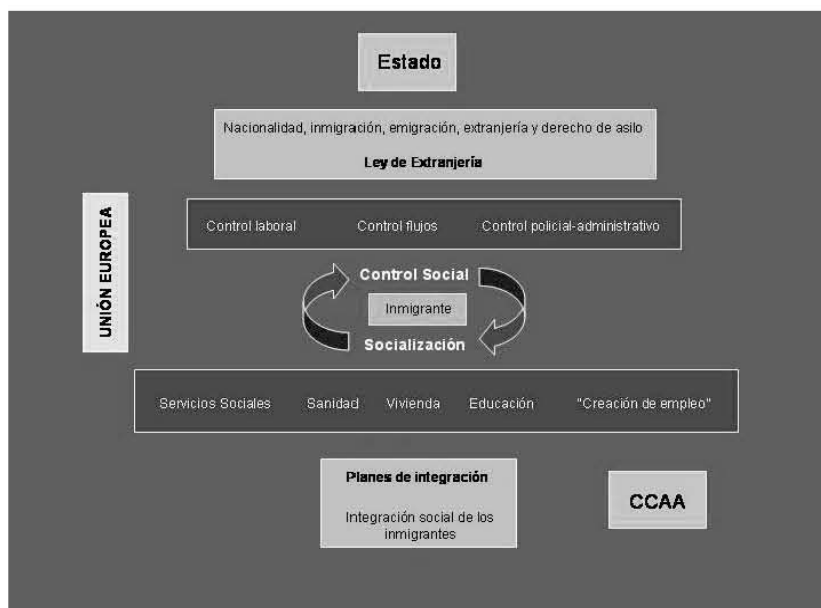 Estado
Nacionalidad, inmigración, emigración, extranjería y derecho de asilo
Ley de Extranjería
UNIÓN EUROPEA
Control laboral Control flujos Control policial-administrativo
Control Social
Inmigrante
Socialización
Servicios Sociales Sanidad Vivienda Educación "Creación de empleo"
Planes de integración
Integración social de los
inmigrantes
CCAA